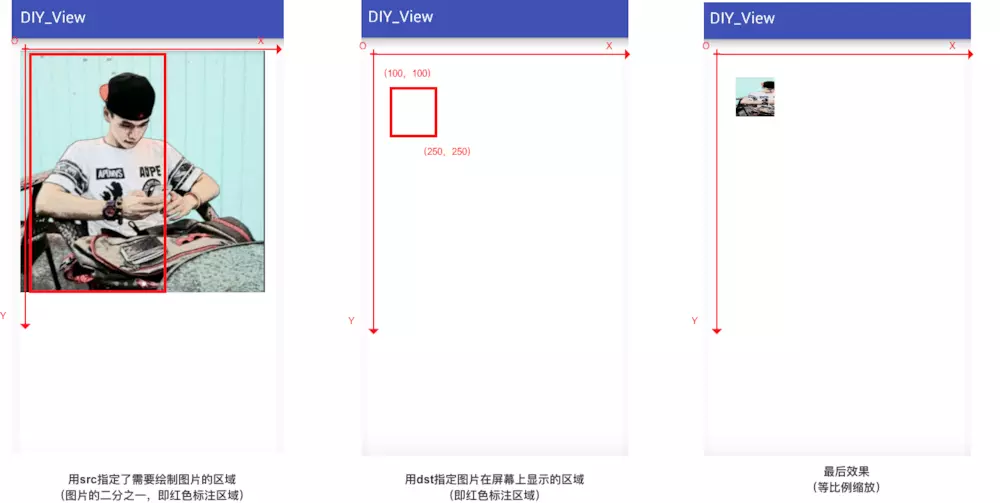 DIY_View
O
X
APEMVS
Y
用src指定了需要绘制图片的区域
（图片的二分之一，即红色标注区域）
DIY_View
O
X
（100，100）
（250，250）
Y
用dst指定图片在屏幕上显示的区域
（即红色标注区域）
DIY_View
O
X
Y
最后效果
（等比例缩放）